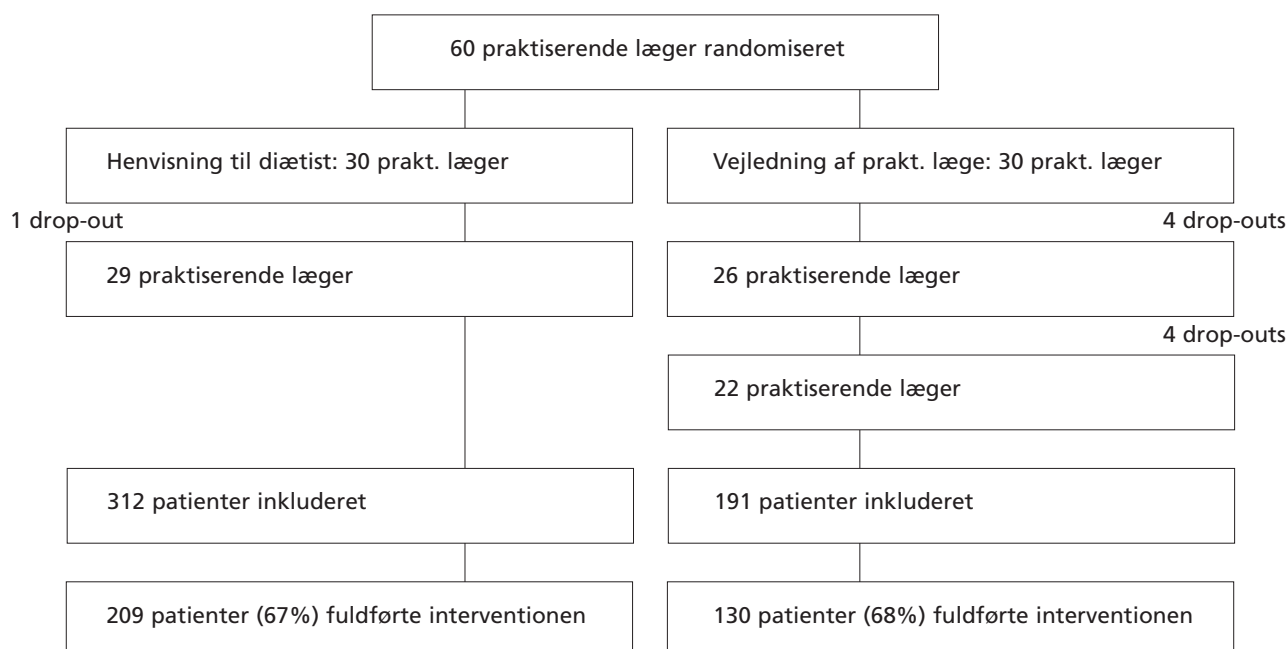 60 praktiserende læger randomiseret
Henvisning til diætist: 30 prakt. læger
Vejledning af prakt. læge: 30 prakt. læger
1 drop-out
4 drop-outs
29 praktiserende læger
26 praktiserende læger
4 drop-outs
22 praktiserende læger
312 patienter inkluderet
191 patienter inkluderet
209 patienter (67%) fuldførte interventionen
130 patienter (68%) fuldførte interventionen